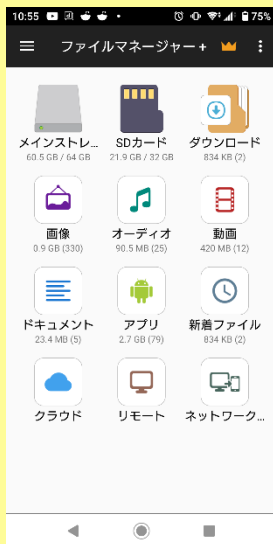 10:55
75%
ファイルマネージャー+
メインストレ... SDカード ダウンロード
60.5 GB / 64 GB 21.9 GB / 32 GB 834 KB (2)
画像 オーディオ 動画
0.9 GB (330) 90.5 MB (25) 420 MB (12)
ドキュメント アプリ 新着ファイル
23.4 MB (5) 2.7 GB (79) 834 KB (2)
クラウド リモート ネットワーク...